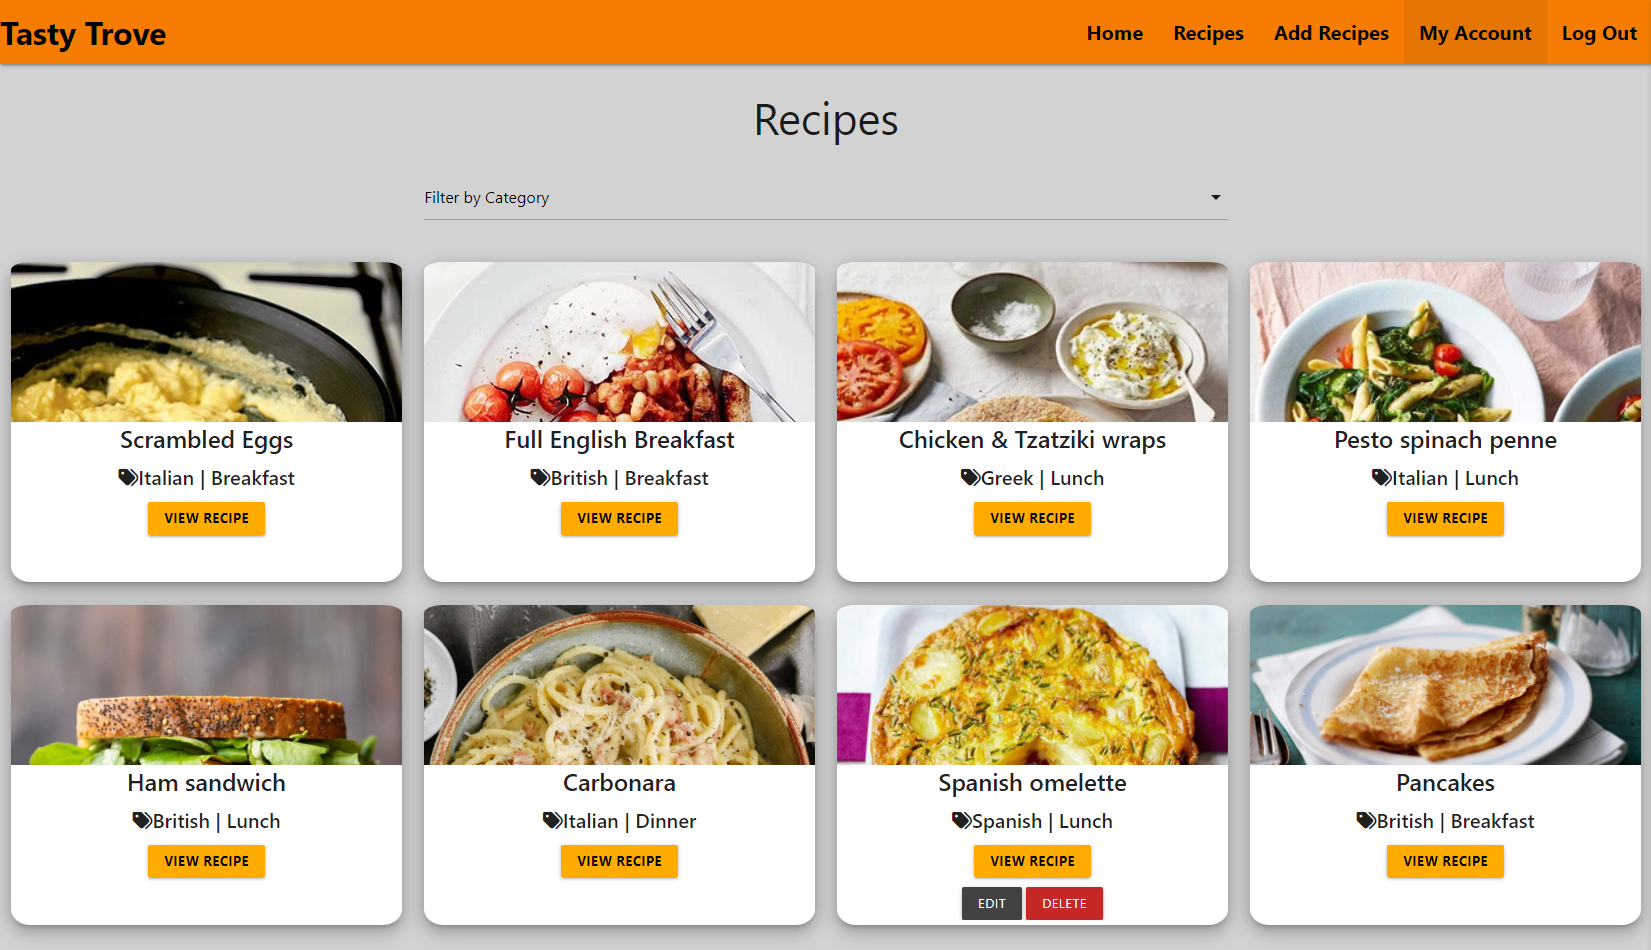 Tasty Trove
Home Recipes Add Recipes My Account Log Out
Recipes
Filter by Category
Scrambled Eggs
Italian | Breakfast
VIEW RECIPE
Full English Breakfast
British | Breakfast
VIEW RECIPE
Chicken & Tzatziki wraps
Greek | Lunch
VIEW RECIPE
Pesto spinach penne
Italian | Lunch
VIEW RECIPE
Ham sandwich
British | Lunch
VIEW RECIPE
Carbonara
Italian | Dinner
VIEW RECIPE
Spanish omelette
Spanish | Lunch
VIEW RECIPE
EDIT DELETE
Pancakes
British | Breakfast
VIEW RECIPE